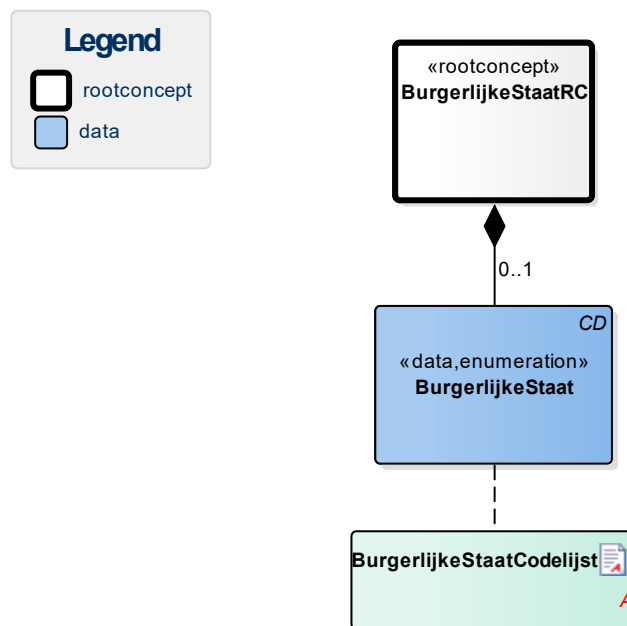 Legend
rootconcept
data
«rootconcept»
BurgerlijkeStaatRC
0..1
CD
«data,enumeration»
BurgerlijkeStaat
BurgerlijkeStaatCodelijst